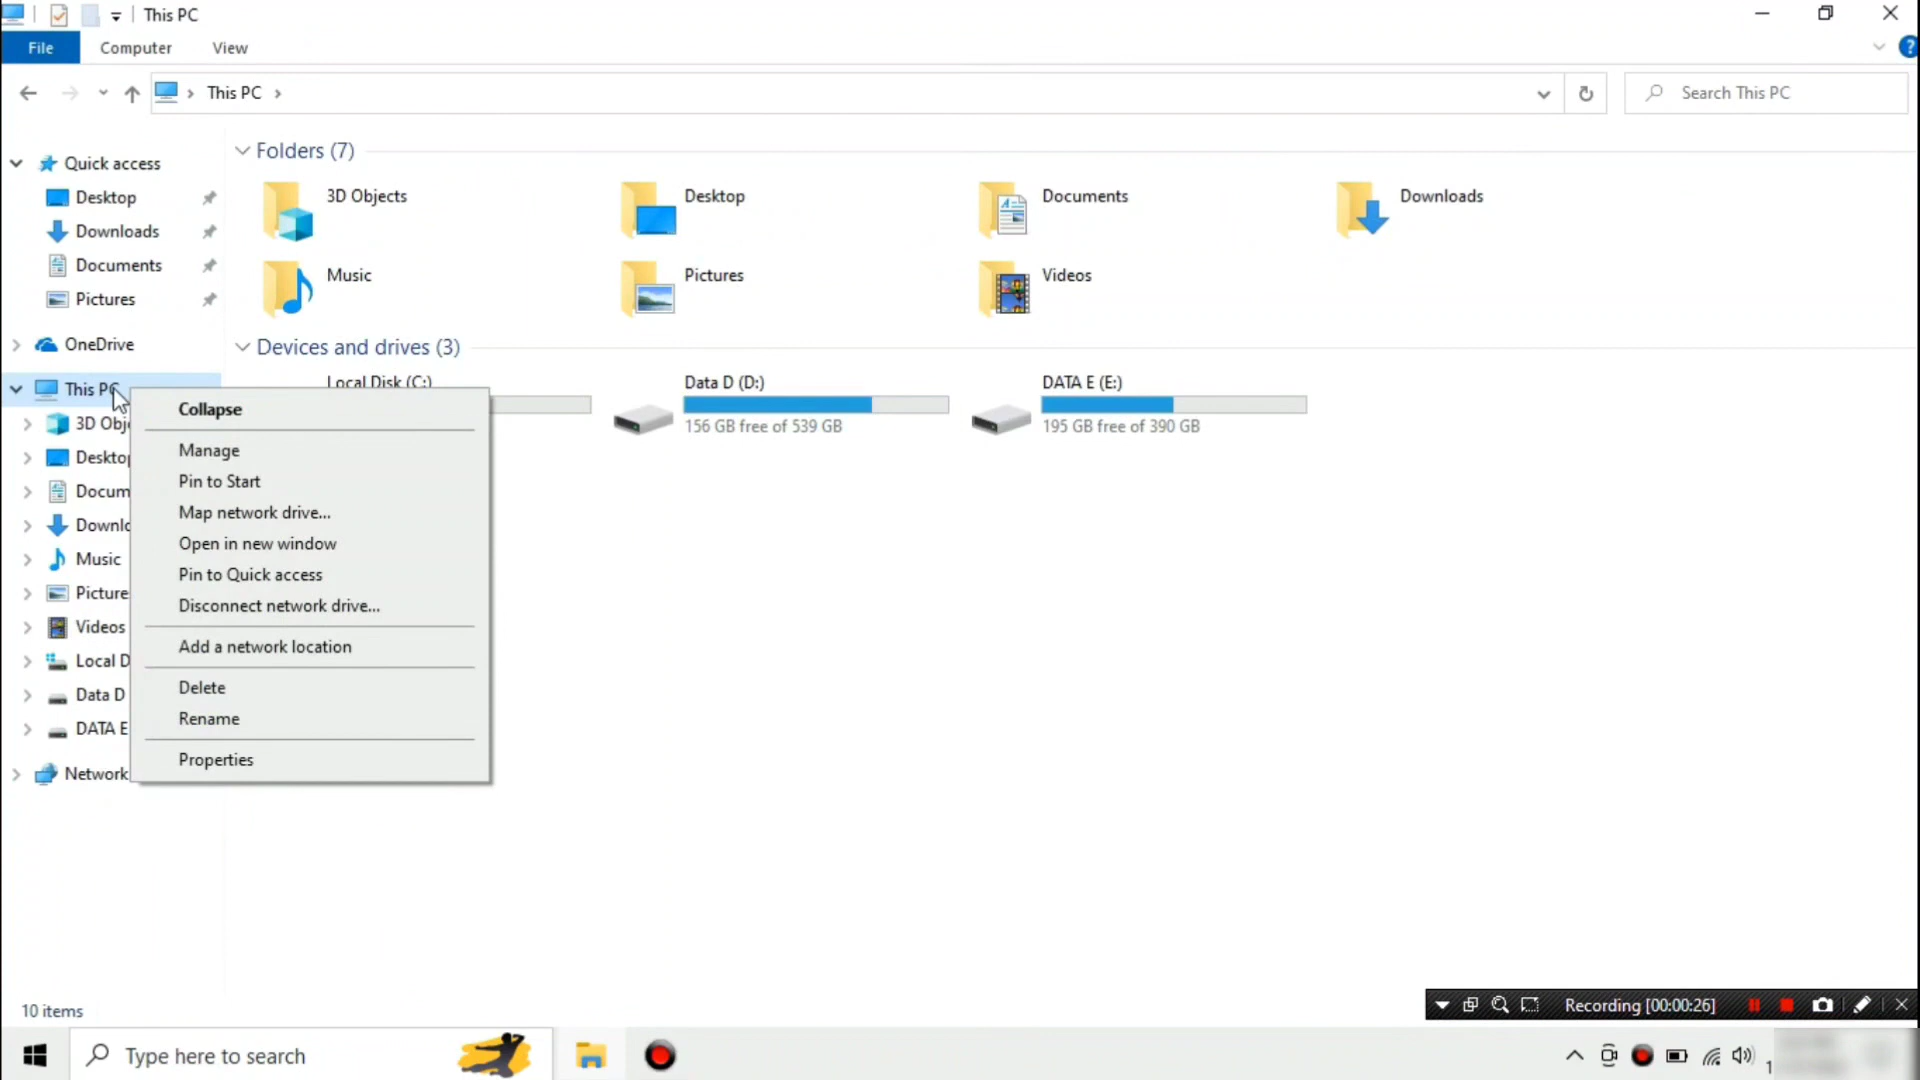 This PC
File
Computer
View
This PC
Search This PC
Quick access
Desktop
Downloads
Documents
Pictures
OneDrive
This PC
3D Obj
Desktop
Docum
Downlo
Music
Picture
Videos
Local D
Data D
DATA E
Network
Folders (7)
3D Objects
Desktop
Documents
Downloads
Music
Pictures
Videos
Devices and drives (3)
Local Disk (C:)
Data D (D:)
156 GB free of 539 GB
DATA E (E:)
195 GB free of 390 GB
Collapse
Manage
Pin to Start
Map network drive...
Open in new window
Pin to Quick access
Disconnect network drive...
Add a network location
Delete
Rename
Properties
10 items
Recording [00:00:26]
Type here to search